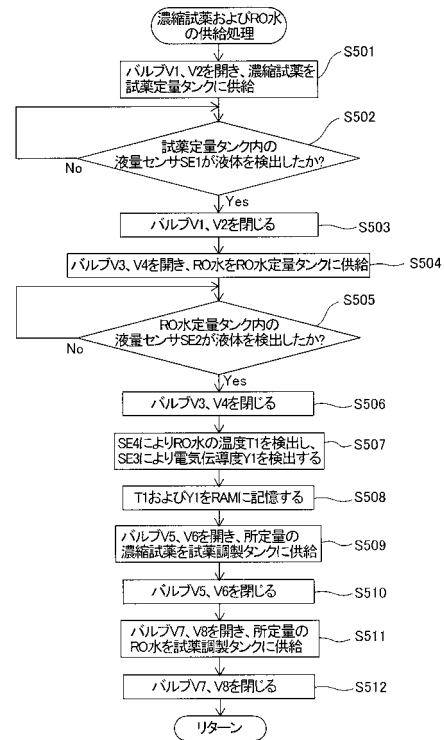 濃縮試薬およびRO水
の供給処理
S501
バルブV1、V2を開き、濃縮試薬を
試薬定量タンクに供給
S502
試薬定量タンク内の
液量センサSE1が液体を検出したか?
No
Yes
バルブV1、V2を閉じる
S503
バルブV3、V4を開き、RO水をRO水定量タンクに供給
S504
S505
RO水定量タンク内の
液量センサSE2が液体を検出したか?
No
Yes
バルブV3、V4を閉じる
S506
SE4によりRO水の温度T1を検出し、
SE3により電気伝導度Y1を検出する
S507
T1およびY1をRAMに記憶する
S508
バルブV5、V6を開き、所定量の
濃縮試薬を試薬調製タンクに供給
S509
バルブV5、V6を閉じる
S510
バルブV7、V8を開き、所定量の
RO水を試薬調製タンクに供給
S511
バルブV7、V8を閉じる
S512
リターン